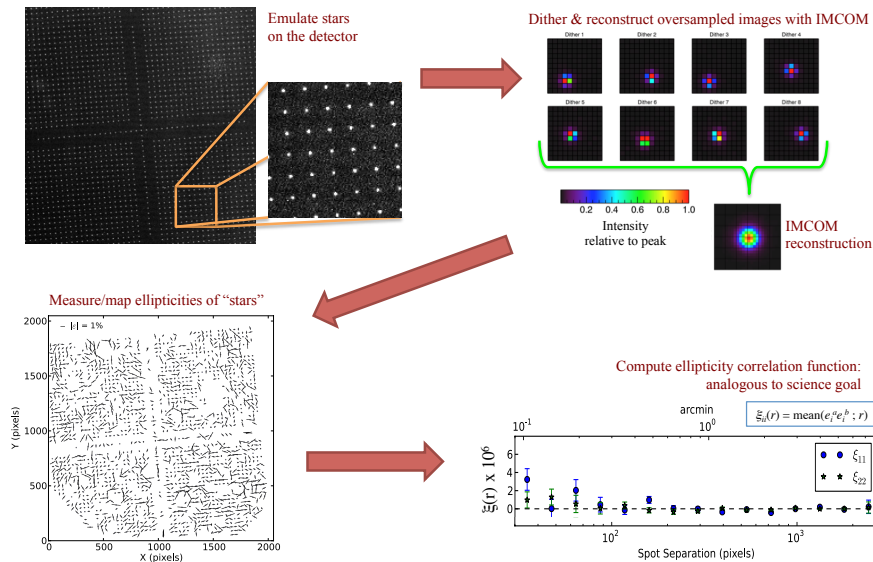 Emulate stars
on the detector
Dither & reconstruct oversampled images with IMCOM
Dither 1
Dither 2
Dither 3
Dither 4
Dither 5
Dither 6
Dither 7
Dither 8
0.2 0.4 0.6 0.8 1.0
Intensity
relative to peak
IMCOM
reconstruction
Measure/map ellipticities of “stars”
|ε| = 1%
2000
1500
1000
500
0
Y (pixels)
0 500 1000 1500 2000
X (pixels)
Compute ellipticity correlation function:
analogous to science goal
arcmin
10⁻¹ 10⁰
ξᵢᵢ(r) = mean(eᵢᵃeᵢᵇ ; r)
ξ₁₁
ξ₂₂
6
4
2
0
ξ(r) x 10⁶
10² 10³
Spot Separation (pixels)